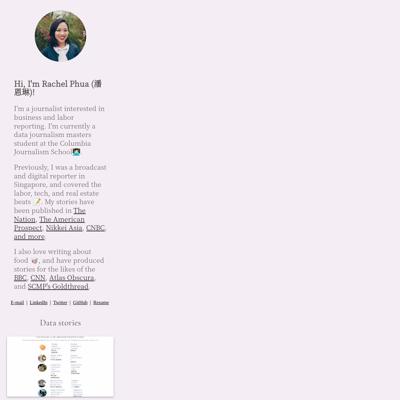 Hi, I'm Rachel Phua (潘
恩琳)!
I'm a journalist interested in
business and labor
reporting. I'm currently a
data journalism masters
student at the Columbia
Journalism School
Previously, I was a broadcast
and digital reporter in
Singapore, and covered the
labor, tech, and real estate
beats 📝. My stories have
been published in The
Nation, The American
Prospect, Nikkei Asia, CNBC,
and more.
I also love writing about
food 🥡, and have produced
stories for the likes of the
BBC, CNN, Atlas Obscura,
and SCMP's Goldthread.
E-mail | LinkedIn | Twitter | GitHub | Resume
Data stories